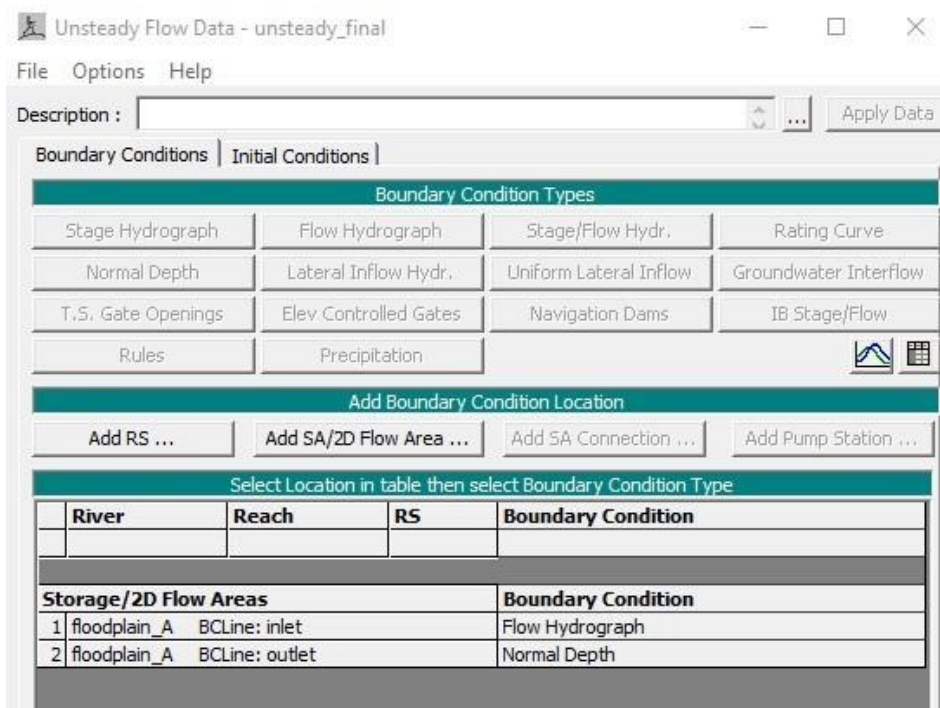 Unsteady Flow Data - unsteady_final
File Options Help
Description : ... Apply Data
Boundary Conditions Initial Conditions
Boundary Condition Types
Stage Hydrograph Flow Hydrograph Stage/Flow Hydr. Rating Curve
Normal Depth Lateral Inflow Hydr. Uniform Lateral Inflow Groundwater Interflow
T.S. Gate Openings Elev Controlled Gates Navigation Dams IB Stage/Flow
Rules Precipitation
Add Boundary Condition Location
Add RS ... Add SA/2D Flow Area ... Add SA Connection ... Add Pump Station ...
Select Location in table then select Boundary Condition Type
River Reach RS Boundary Condition
Storage/2D Flow Areas Boundary Condition
1 floodplain_A BCLine: inlet Flow Hydrograph
2 floodplain_A BCLine: outlet Normal Depth